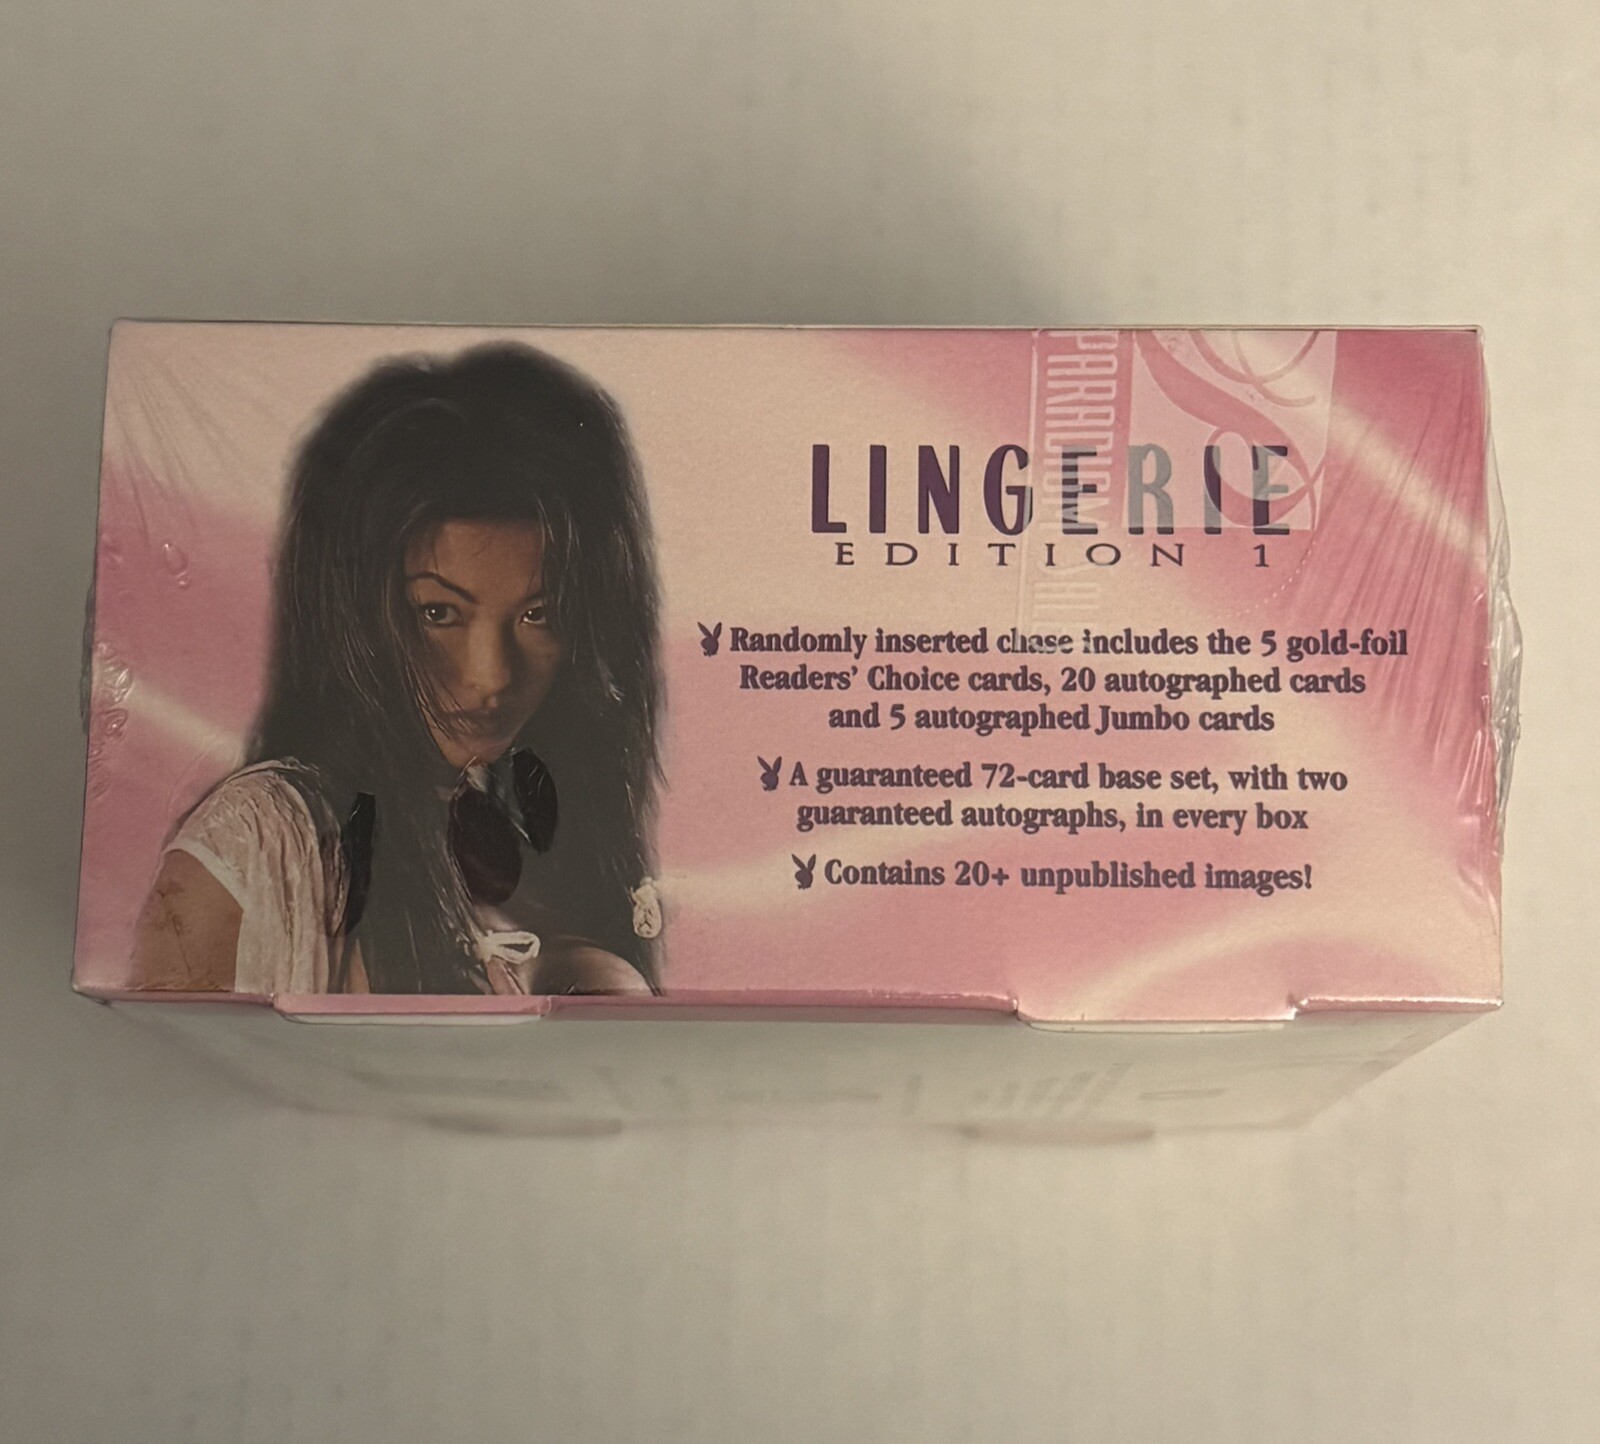 LINGERIE
EDITION 1
Randomly inserted chase includes the 5 gold-foil
Readers' Choice cards, 20 autographed cards
and 5 autographed Jumbo cards
A guaranteed 72-card base set, with two
guaranteed autographs, in every box
Contains 20+ unpublished images!